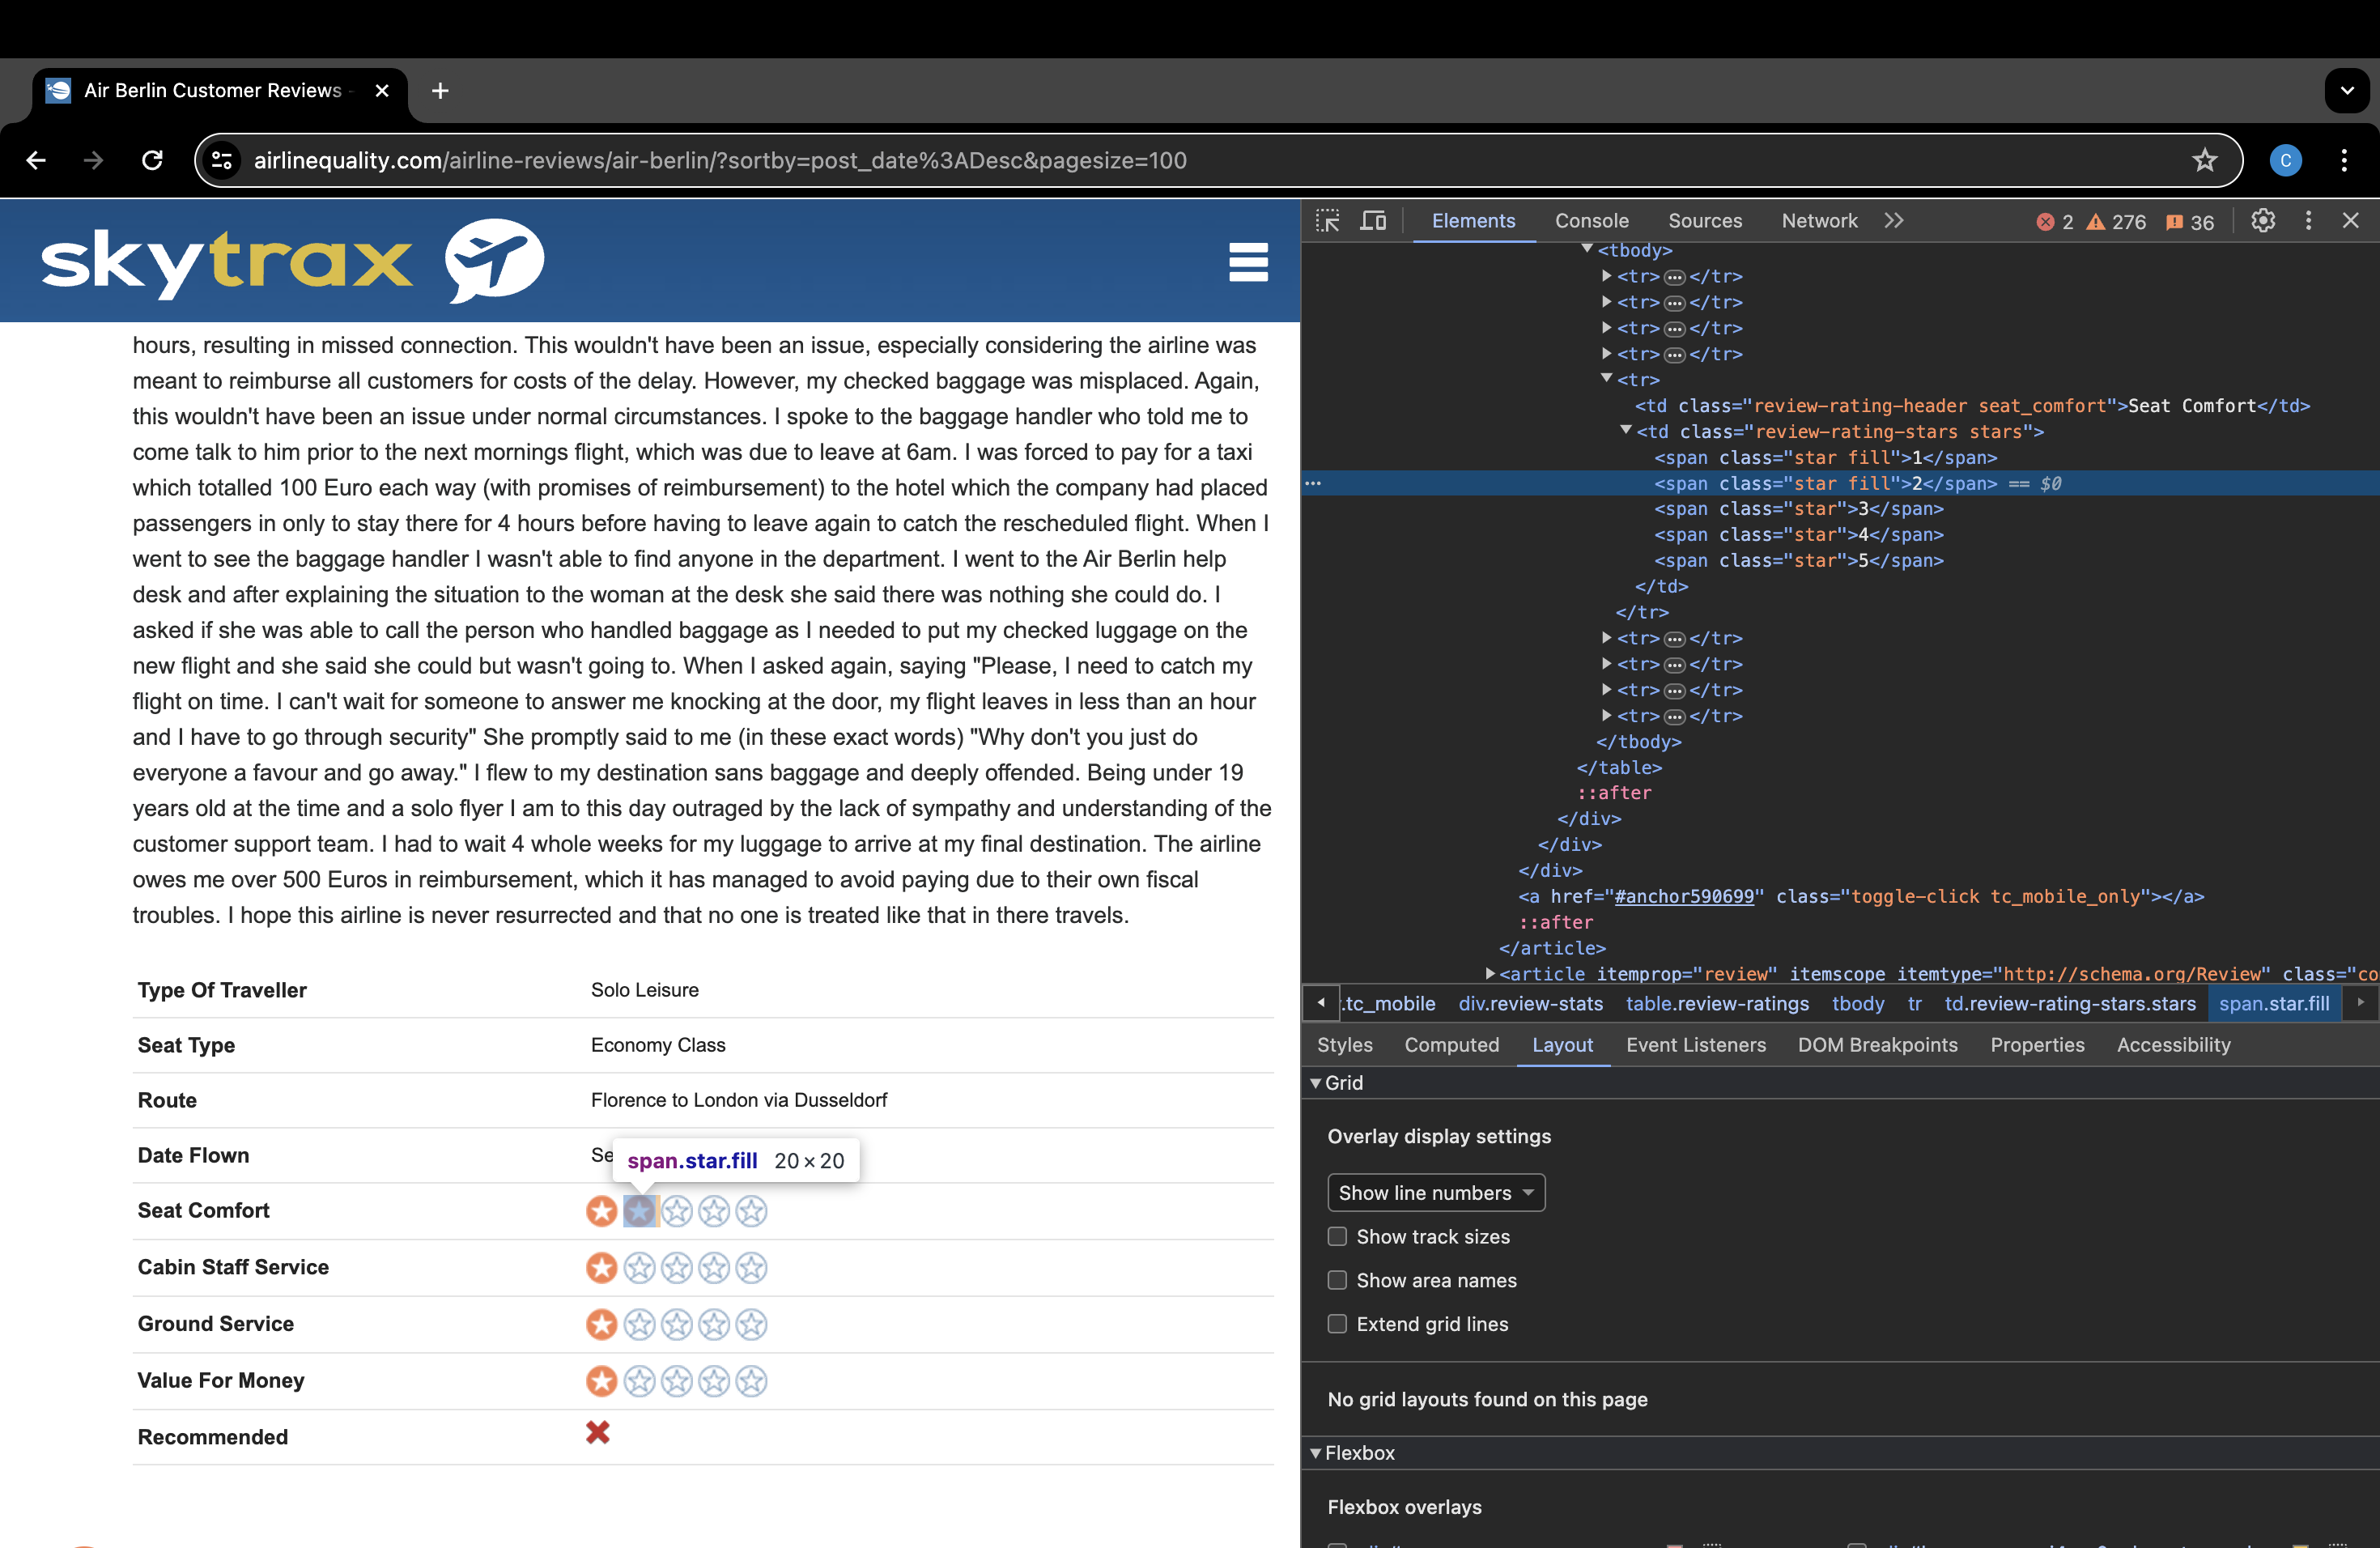 Air Berlin Customer Reviews -
airlinequality.com/airline-reviews/air-berlin/?sortby=post_date%3ADesc&pagesize=100
C
skytrax
hours, resulting in missed connection. This wouldn't have been an issue, especially considering the airline was
meant to reimburse all customers for costs of the delay. However, my checked baggage was misplaced. Again,
this wouldn't have been an issue under normal circumstances. I spoke to the baggage handler who told me to
come talk to him prior to the next mornings flight, which was due to leave at 6am. I was forced to pay for a taxi
which totalled 100 Euro each way (with promises of reimbursement) to the hotel which the company had placed
passengers in only to stay there for 4 hours before having to leave again to catch the rescheduled flight. When I
went to see the baggage handler I wasn't able to find anyone in the department. I went to the Air Berlin help
desk and after explaining the situation to the woman at the desk she said there was nothing she could do. I
asked if she was able to call the person who handled baggage as I needed to put my checked luggage on the
new flight and she said she could but wasn't going to. When I asked again, saying "Please, I need to catch my
flight on time. I can't wait for someone to answer me knocking at the door, my flight leaves in less than an hour
and I have to go through security" She promptly said to me (in these exact words) "Why don't you just do
everyone a favour and go away." I flew to my destination sans baggage and deeply offended. Being under 19
years old at the time and a solo flyer I am to this day outraged by the lack of sympathy and understanding of the
customer support team. I had to wait 4 whole weeks for my luggage to arrive at my final destination. The airline
owes me over 500 Euros in reimbursement, which it has managed to avoid paying due to their own fiscal
troubles. I hope this airline is never resurrected and that no one is treated like that in there travels.
Type Of Traveller Solo Leisure
Seat Type Economy Class
Route Florence to London via Dusseldorf
Date Flown Se
span.star.fill 20 × 20
Seat Comfort
Cabin Staff Service
Ground Service
Value For Money
Recommended
Elements Console Sources Network 2 276 36
<tbody>
<tr>…</tr>
<tr>…</tr>
<tr>…</tr>
<tr>…</tr>
<tr>
<td class="review-rating-header seat_comfort">Seat Comfort</td>
<td class="review-rating-stars stars">
<span class="star fill">1</span>
<span class="star fill">2</span> == $0
<span class="star">3</span>
<span class="star">4</span>
<span class="star">5</span>
</td>
</tr>
<tr>…</tr>
<tr>…</tr>
<tr>…</tr>
<tr>…</tr>
</tbody>
</table>
::after
</div>
</div>
</div>
<a href="#anchor590699" class="toggle-click tc_mobile_only"></a>
::after
</article>
<article itemprop="review" itemscope itemtype="http://schema.org/Review" class="co
.tc_mobile div.review-stats table.review-ratings tbody tr td.review-rating-stars.stars span.star.fill
Styles Computed Layout Event Listeners DOM Breakpoints Properties Accessibility
Grid
Overlay display settings
Show line numbers
Show track sizes
Show area names
Extend grid lines
No grid layouts found on this page
Flexbox
Flexbox overlays